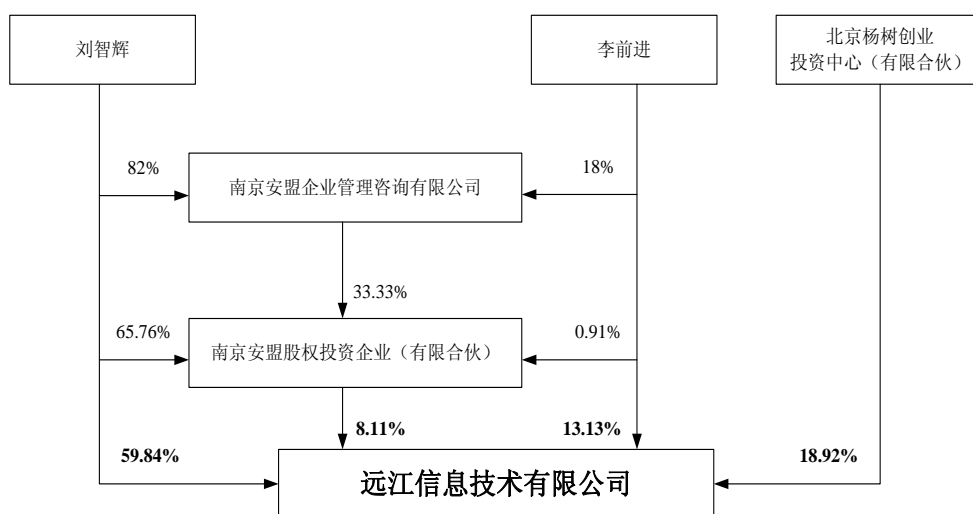 刘智辉
李前进
北京杨树创业
投资中心（有限合伙）
82%
南京安盟企业管理咨询有限公司
18%
33.33%
65.76%
南京安盟股权投资企业（有限合伙）
0.91%
8.11%
13.13%
59.84%
远江信息技术有限公司
18.92%